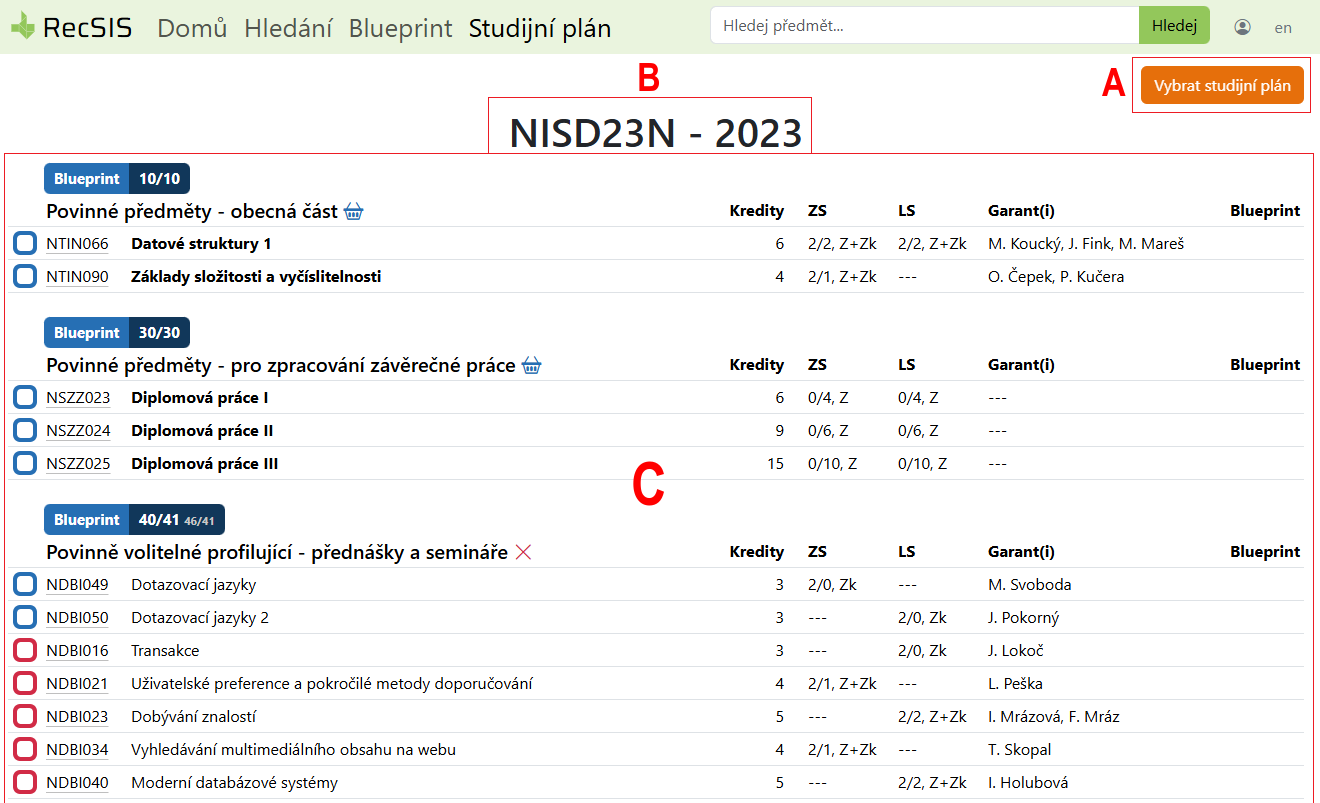 RecSIS Domů Hledání Blueprint Studijní plán Hledej předmět... Hledej en
A Vybrat studijní plán
B
NISD23N - 2023
Blueprint 10/10
Povinné předměty - obecná část Kredity ZS LS Garant(i) Blueprint
NTIN066 Datové struktury 1 6 2/2, Z+Zk 2/2, Z+Zk M. Koucký, J. Fink, M. Mareš
NTIN090 Základy složitosti a vyčíslitelnosti 4 2/1, Z+Zk --- O. Čepek, P. Kučera
Blueprint 30/30
Povinné předměty - pro zpracování závěrečné práce Kredity ZS LS Garant(i) Blueprint
NSZZ023 Diplomová práce I 6 0/4, Z 0/4, Z ---
NSZZ024 Diplomová práce II 9 0/6, Z 0/6, Z ---
NSZZ025 Diplomová práce III 15 0/10, Z 0/10, Z ---
C
Blueprint 40/41 46/41
Povinně volitelné profilující - přednášky a semináře Kredity ZS LS Garant(i) Blueprint
NDBI049 Dotazovací jazyky 3 2/0, Zk --- M. Svoboda
NDBI050 Dotazovací jazyky 2 3 --- 2/0, Zk J. Pokorný
NDBI016 Transakce 3 --- 2/0, Zk J. Lokoč
NDBI021 Uživatelské preference a pokročilé metody doporučování 4 2/1, Z+Zk --- L. Peška
NDBI023 Dobývání znalostí 5 --- 2/2, Z+Zk I. Mrázová, F. Mráz
NDBI034 Vyhledávání multimediálního obsahu na webu 4 2/1, Z+Zk --- T. Skopal
NDBI040 Moderní databázové systémy 5 --- 2/2, Z+Zk I. Holubová